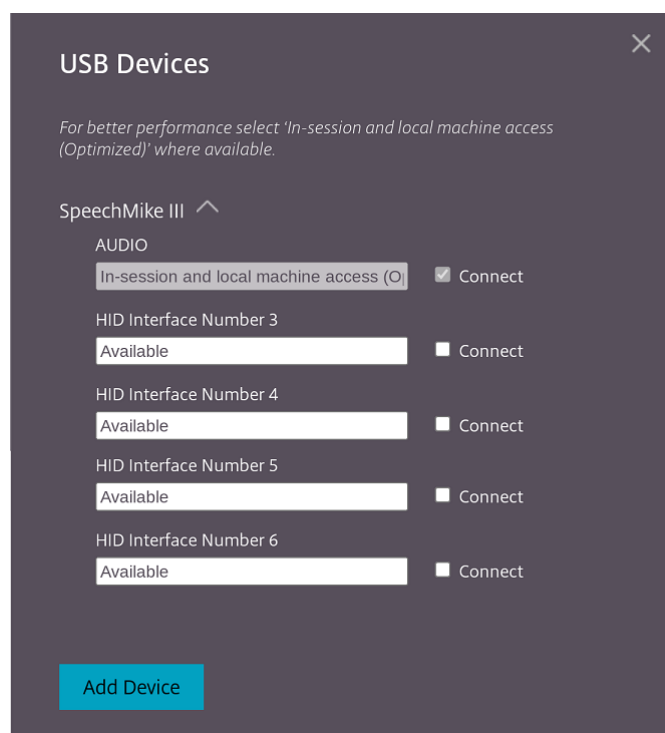 USB Devices
For better performance select 'In-session and local machine access
(Optimized)' where available.
SpeechMike III
AUDIO
In-session and local machine access (O
Connect
HID Interface Number 3
Available
Connect
HID Interface Number 4
Available
Connect
HID Interface Number 5
Available
Connect
HID Interface Number 6
Available
Connect
Add Device